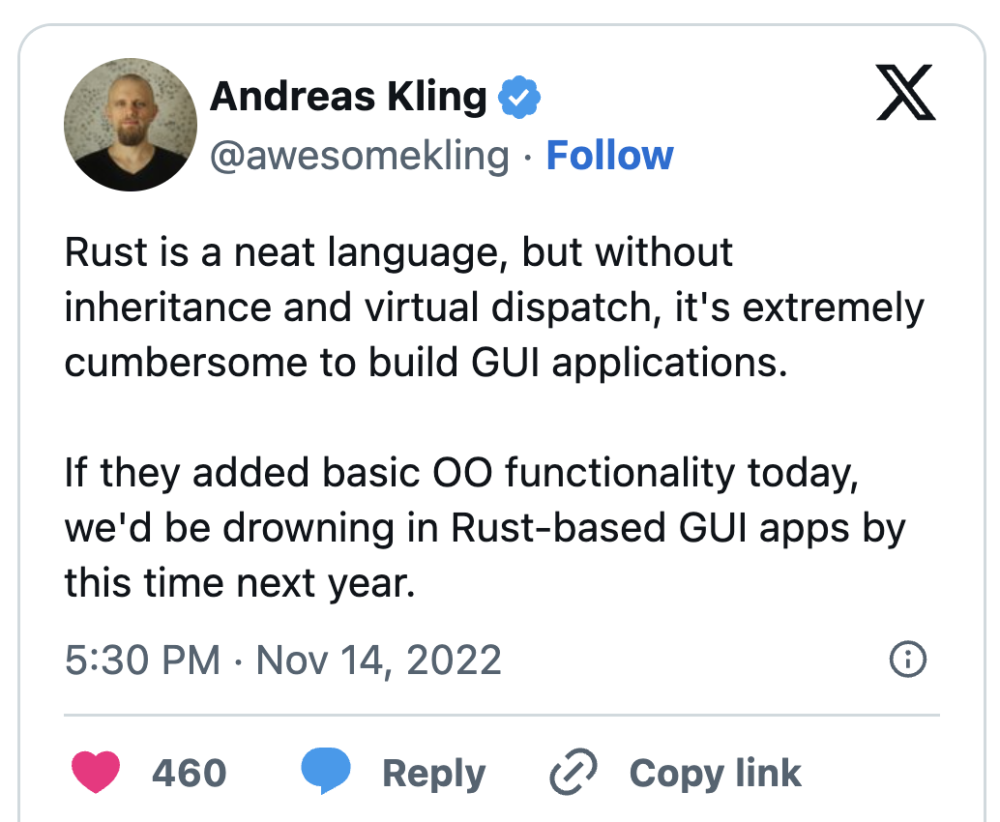 Andreas Kling
@awesomekling · Follow
Rust is a neat language, but without
inheritance and virtual dispatch, it's extremely
cumbersome to build GUI applications.
If they added basic OO functionality today,
we'd be drowning in Rust-based GUI apps by
this time next year.
5:30 PM · Nov 14, 2022
460 Reply Copy link